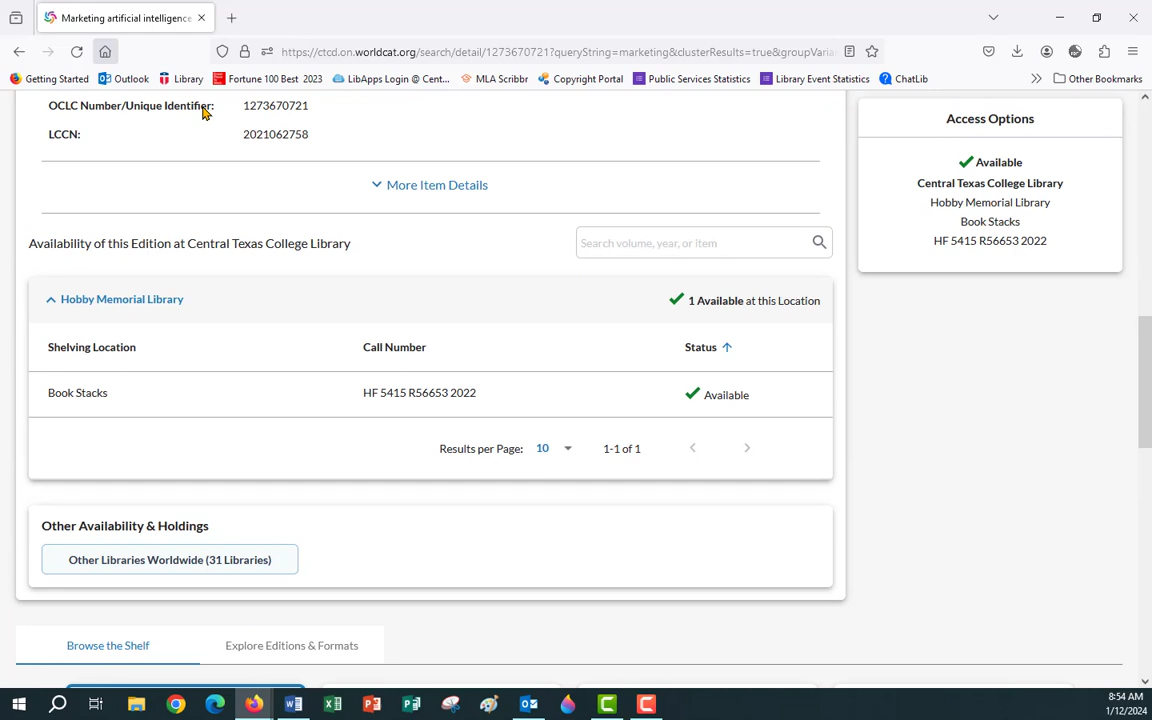 Marketing artificial intelligence
https://ctcd.on.worldcat.org/search/detail/1273670721?queryString=marketing&clusterResults=true&groupVaria
Getting Started
Outlook
Library
Fortune 100 Best 2023
LibApps Login @ Cent...
MLA Scribbr
Copyright Portal
Public Services Statistics
Library Event Statistics
ChatLib
Other Bookmarks
OCLC Number/Unique Identifier: 1273670721
LCCN: 2021062758
More Item Details
Availability of this Edition at Central Texas College Library
Search volume, year, or item
Hobby Memorial Library
1 Available at this Location
Shelving Location Call Number Status
Book Stacks HF 5415 R56653 2022 Available
Results per Page: 10 1-1 of 1
Other Availability & Holdings
Other Libraries Worldwide (31 Libraries)
Browse the Shelf Explore Editions & Formats
Access Options
Available
Central Texas College Library
Hobby Memorial Library
Book Stacks
HF 5415 R56653 2022
8:54 AM
1/12/2024